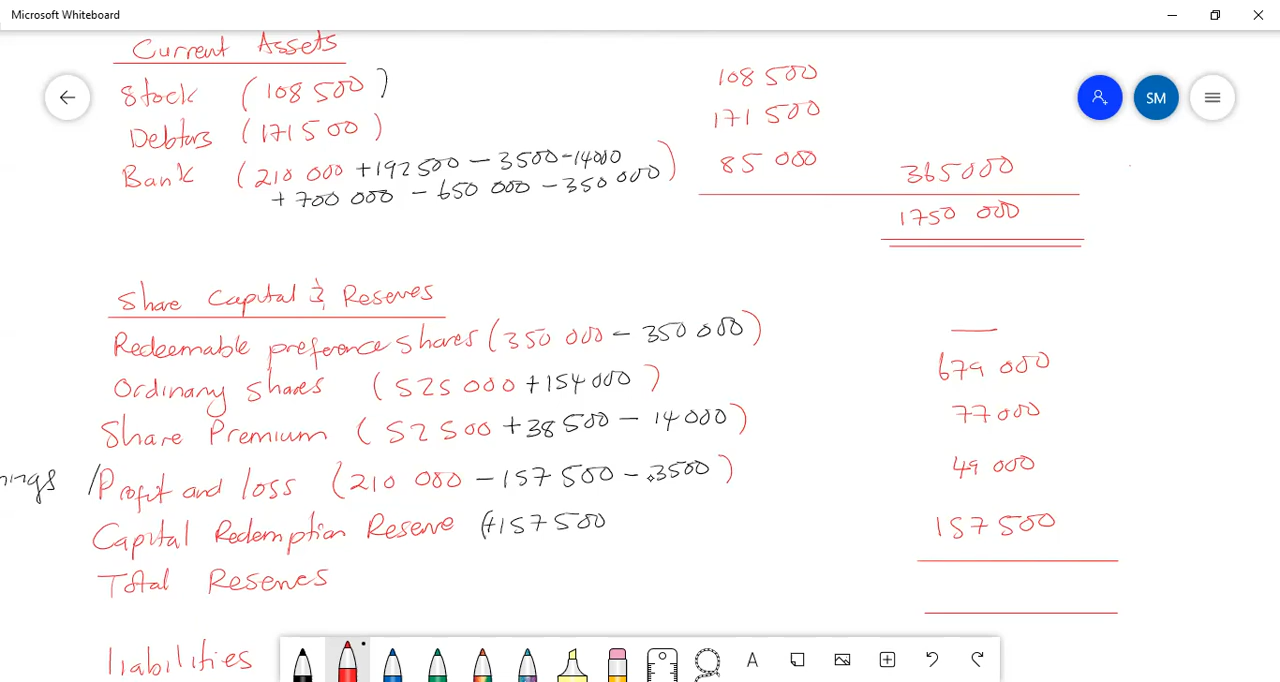 Microsoft Whiteboard
Current Assets
Stock (108 500) 108 500
Debtors (171 500) 171 500
Bank (210 000 +192 500 - 3500 -14000 85 000 365000
+ 700 000 - 650 000 - 350 000)
1750 000
SM
Share Capital & Reserves
Redeemable preference shares (350 000 - 350 000) —
Ordinary shares (525 000 +154 000) 679 000
Share Premium (52 500 +38 500 - 14 000) 77 000
/Profit and loss (210 000 - 157 500 - 3500) 49 000
Capital Redemption Reserve (+157 500 157 500
Total Reserves
liabilities
A